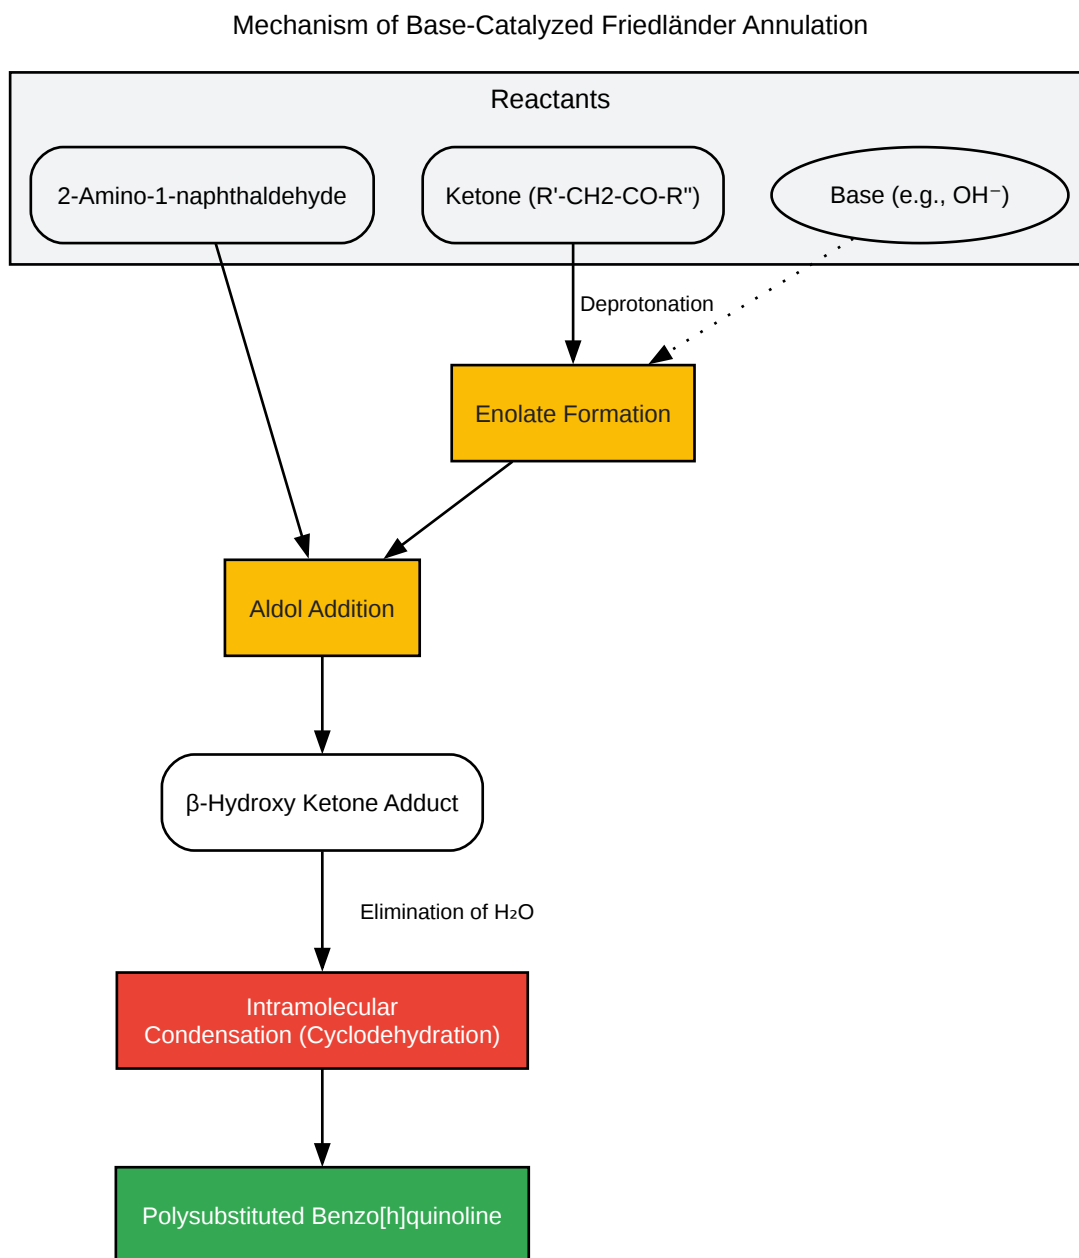 Mechanism of Base-Catalyzed Friedländer Annulation
Reactants
2-Amino-1-naphthaldehyde
Ketone (R'-CH2-CO-R")
Base (e.g., OH⁻)
Deprotonation
Enolate Formation
Aldol Addition
β-Hydroxy Ketone Adduct
Elimination of H₂O
Intramolecular
Condensation (Cyclodehydration)
Polysubstituted Benzo[h]quinoline